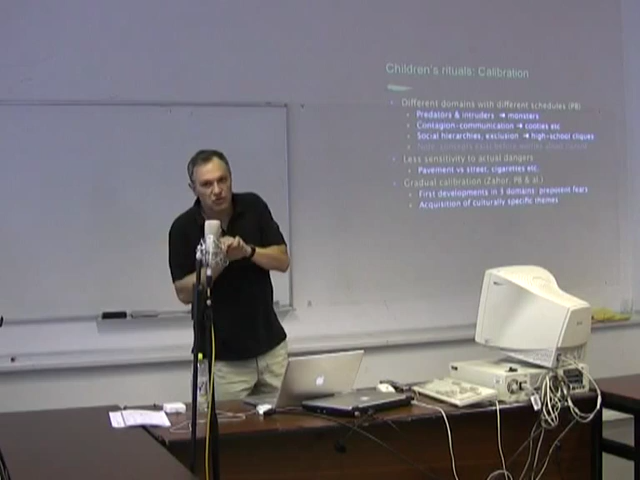 Children's rituals: Calibration
• Different domains with different schedules (PB)
• Predators & intruders ➔ monsters
• Contagion-communication ➔ cooties etc
• Social hierarchies, exclusion ➔ high-school cliques
• Less sensitivity to actual dangers
• Pavement vs street, cigarettes etc.
• Gradual calibration (Zahor, PB & al.)
• First developments in 3 domains: prepotent fears
• Acquisition of culturally specific themes